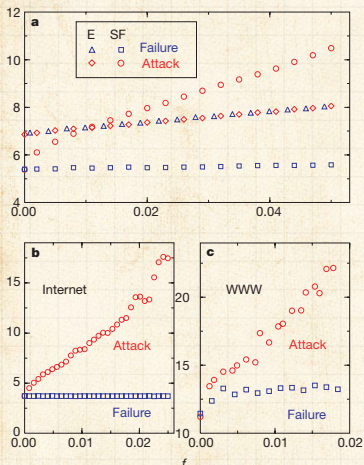 12
a
E SF
Failure
Attack
10
8
6
4
0.00 0.02 0.04
b
15
Internet
10
Attack
5
Failure
0
0.00 0.01 0.02
c
WWW
20
Attack
15
Failure
10
0.00 0.01 0.02
f